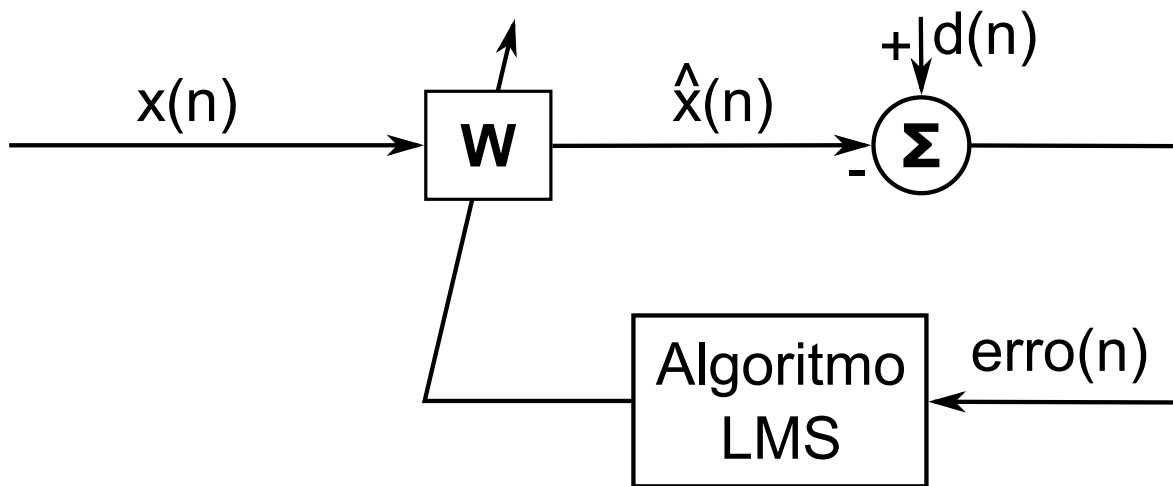 x(n)
W
x̂(n)
+
d(n)
-
Σ
Algoritmo
LMS
erro(n)